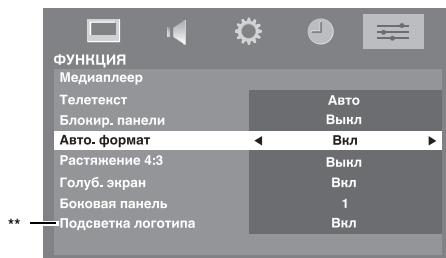 ФУНКЦИЯ
Медиаплеер
Телетекст Авто
Блокир. панели Выкл
Авто. формат ◀ Вкл ▶
Растяжение 4:3 Выкл
Голуб. экран Вкл
Боковая панель 1
** Подсветка логотипа Вкл